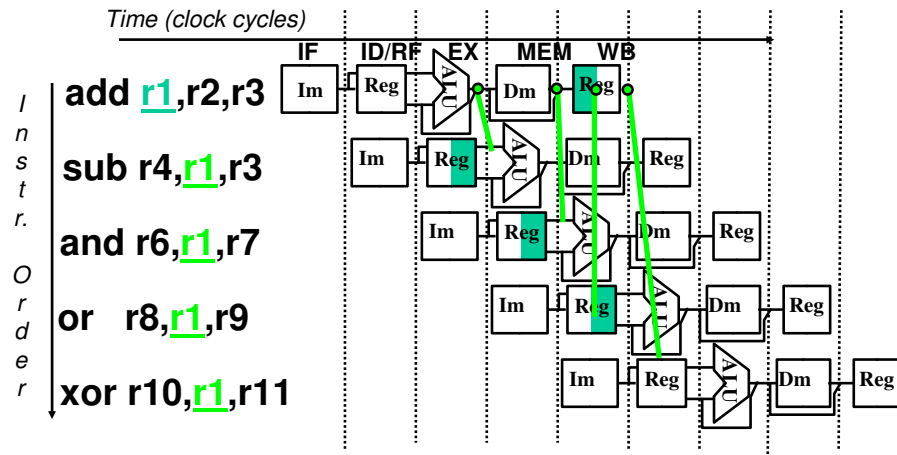 Time (clock cycles)
IF ID/RF EX MEM WB
Instr. Order
add r1,r2,r3 Im Reg ALU Dm Reg
sub r4,r1,r3 Im Reg ALU Dm Reg
and r6,r1,r7 Im Reg ALU Dm Reg
or r8,r1,r9 Im Reg ALU Dm Reg
xor r10,r1,r11 Im Reg ALU Dm Reg